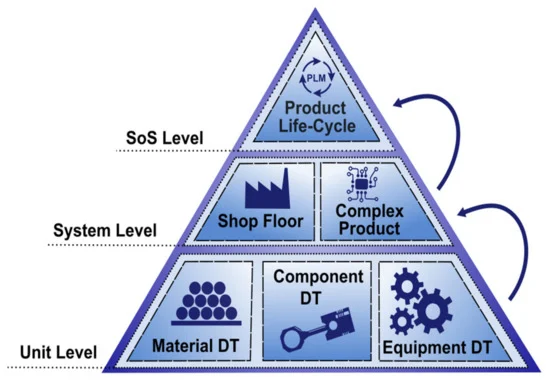 PLM
Product
Life-Cycle
SoS Level
Shop Floor
Complex
Product
System Level
Material DT
Component
DT
Equipment DT
Unit Level